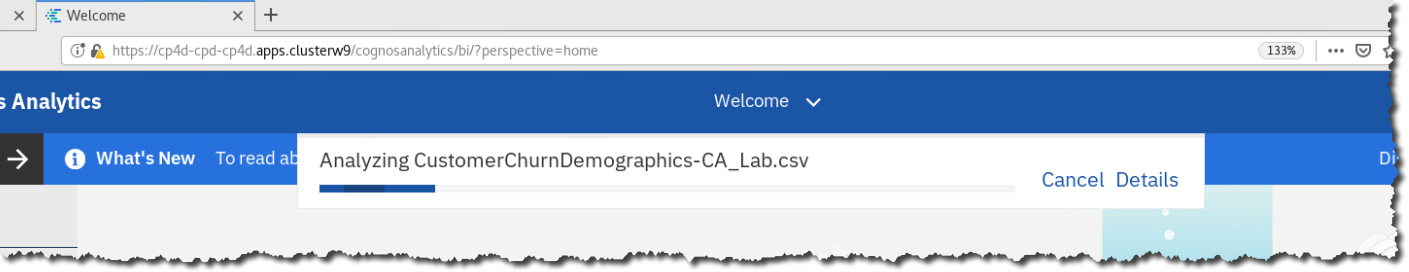 Welcome
https://cp4d-cpd-cp4d.apps.clusterw9/cognosanalytics/bi/?perspective=home
133%
s Analytics
Welcome
What's New
To read ab
Di
Analyzing CustomerChurnDemographics-CA_Lab.csv
Cancel
Details